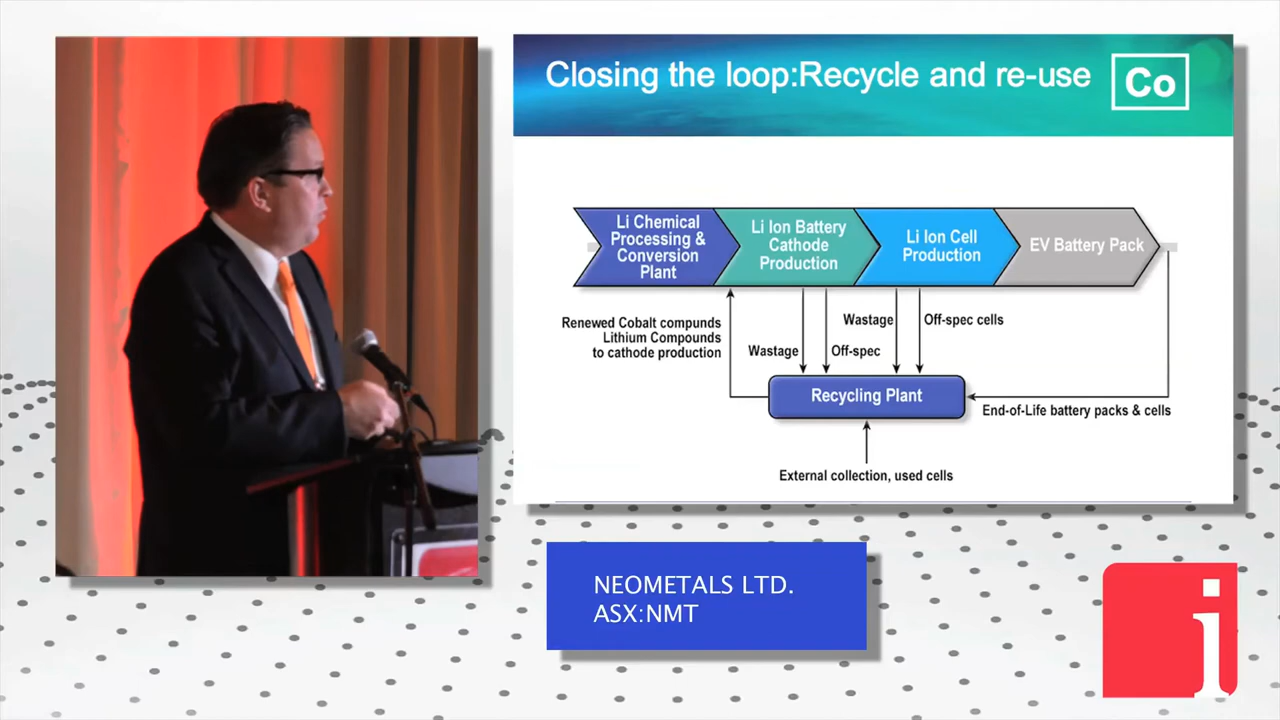 Closing the loop:Recycle and re-use
Co
Li Chemical
Processing &
Conversion
Plant
Li Ion Battery
Cathode
Production
Li Ion Cell
Production
EV Battery Pack
Renewed Cobalt compunds
Lithium Compounds
to cathode production
Wastage
Off-spec
Wastage
Off-spec cells
Recycling Plant
End-of-Life battery packs & cells
External collection, used cells
NEOMETALS LTD.
ASX:NMT
i